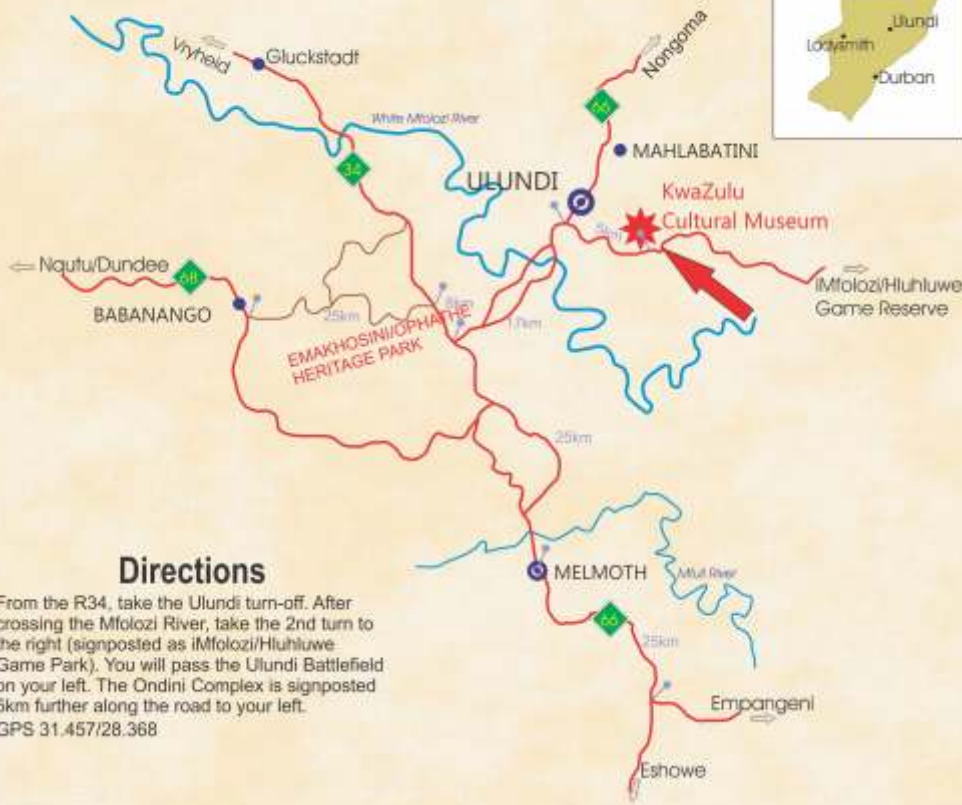 Ulundi
Ladysmith
Durban
Nongoma
Vryheid
Gluckstadt
White Mfolozi River
66
MAHLABATINI
34
ULUNDI
KwaZulu
Cultural Museum
5km
Nqutu/Dundee
68
iMfolozi/Hluhluwe
Game Reserve
BABANANGO
25km
17km
EMAKHOSINI/OPHATHE
HERITAGE PARK
25km
MELMOTH
Mfuli River
66
25km
Empangeni
Eshowe
Directions
From the R34, take the Ulundi turn-off. After
crossing the Mfolozi River, take the 2nd turn to
the right (signposted as iMfolozi/Hluhluwe
Game Park). You will pass the Ulundi Battlefield
on your left. The Ondini Complex is signposted
5km further along the road to your left.
GPS 31.457/28.368